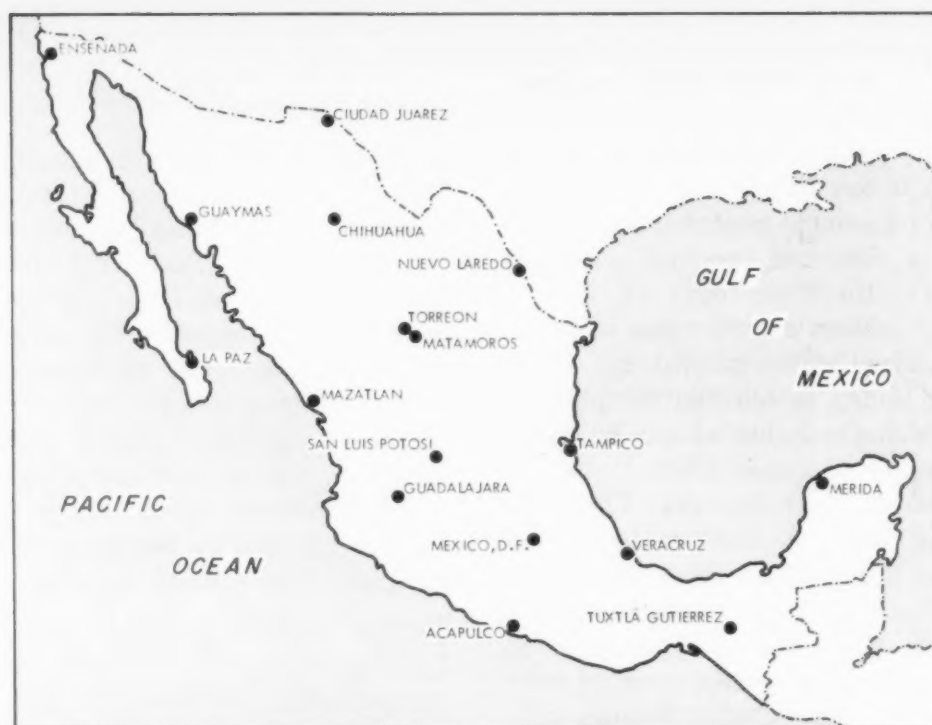 ENSEÑADA
CIUDAD JUAREZ
GUAYMAS
CHIHUAHUA
NUEVO LAREDO
GULF
OF
MEXICO
TORREON
MATAMOROS
LA PAZ
MAZATLAN
SAN LUIS POTOSI
TAMPICO
GUADALAJARA
MERIDA
PACIFIC
OCEAN
MEXICO, D.F.
VERACRUZ
ACAPULCO
TUXTLA GUTIERREZ